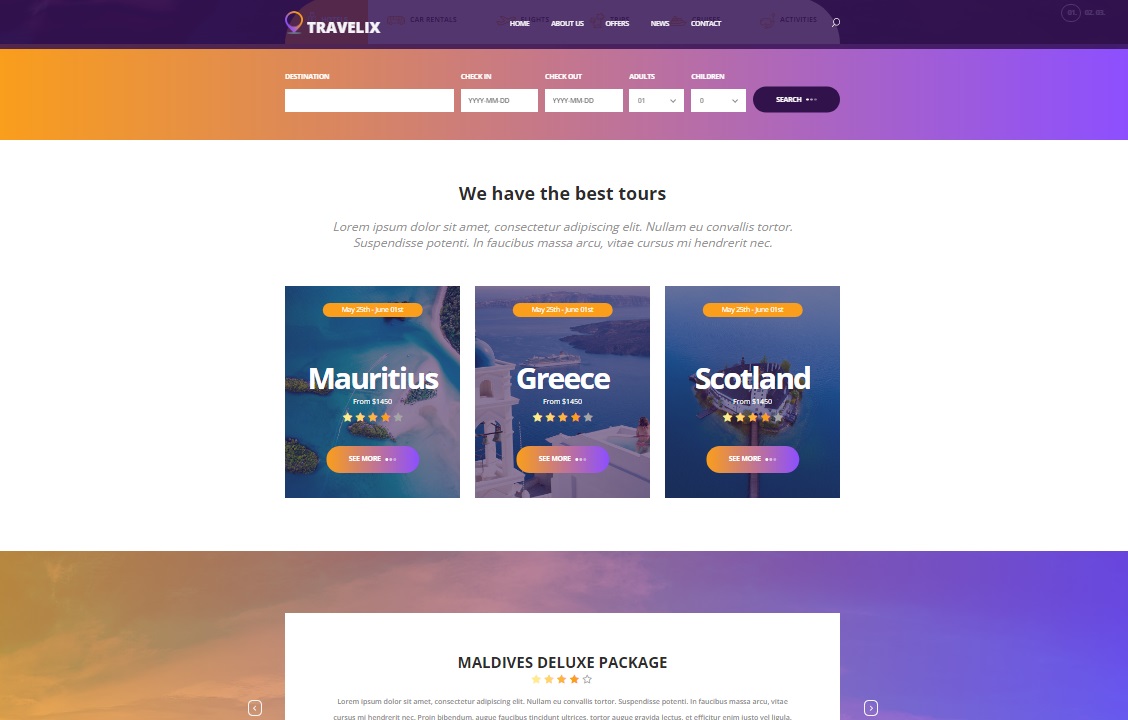 TRAVELIX
HOME ABOUT US OFFERS NEWS CONTACT
CAR RENTALS FLIGHTS ACTIVITIES
01. 02. 03.
DESTINATION CHECK IN CHECK OUT ADULTS CHILDREN
YYYY-MM-DD YYYY-MM-DD 01 0 SEARCH
We have the best tours
Lorem ipsum dolor sit amet, consectetur adipiscing elit. Nullam eu convallis tortor.
Suspendisse potenti. In faucibus massa arcu, vitae cursus mi hendrerit nec.
May 25th - June 01st
Mauritius
From $1450
SEE MORE
May 25th - June 01st
Greece
From $1450
SEE MORE
May 25th - June 01st
Scotland
From $1450
SEE MORE
MALDIVES DELUXE PACKAGE
Lorem ipsum dolor sit amet, consectetur adipiscing elit. Nullam eu convallis tortor. Suspendisse potenti. In faucibus massa arcu, vitae
cursus mi hendrerit nec. Proin bibendum, augue faucibus tincidunt ultrices, tortor augue gravida lectus, et efficitur enim justo vel ligula.